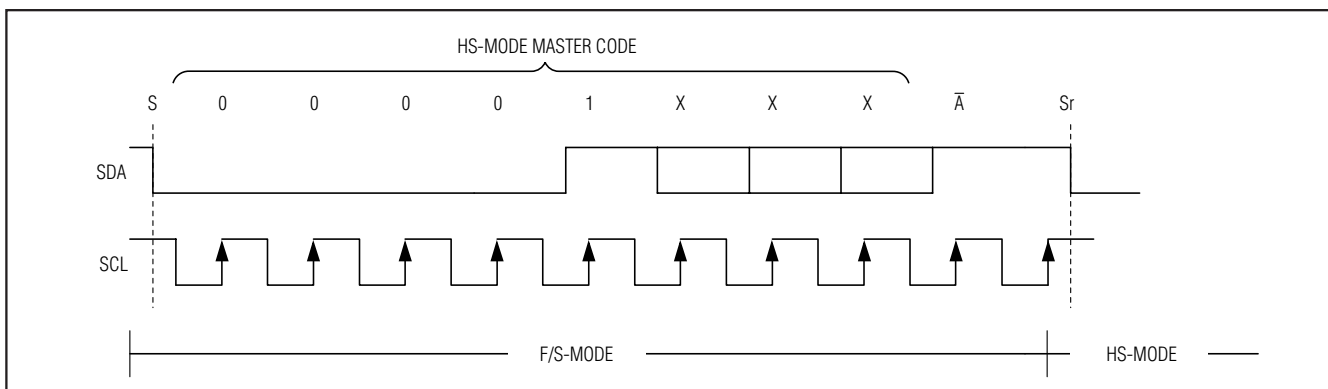 HS-MODE MASTER CODE
S 0 0 0 0 1 X X X A̅ Sr
SDA
SCL
F/S-MODE HS-MODE